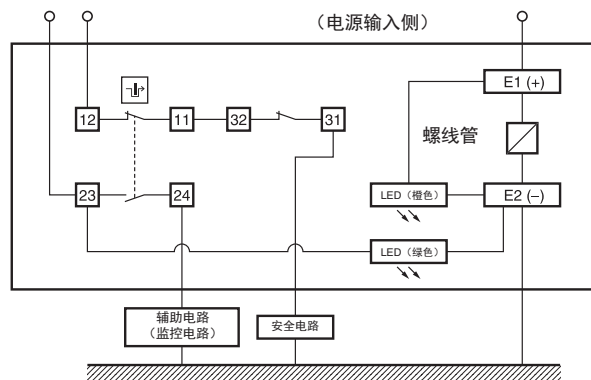 （电源输入侧）
E1 (+)
12
11
32
31
螺线管
23
24
LED（橙色）
E2 (–)
LED（绿色）
辅助电路
（监控电路）
安全电路